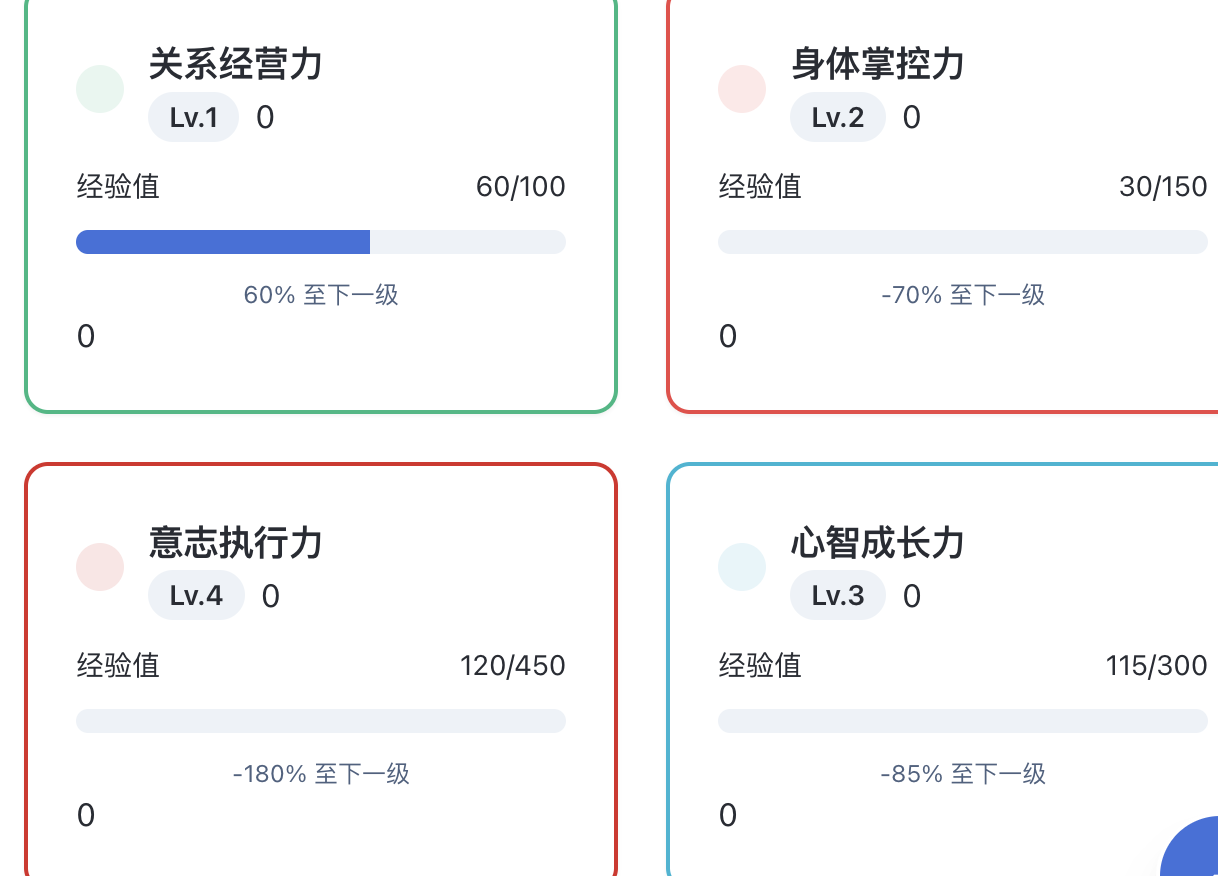 关系经营力
Lv.1 0
经验值 60/100
60% 至下一级
0
身体掌控力
Lv.2 0
经验值 30/150
-70% 至下一级
0
意志执行力
Lv.4 0
经验值 120/450
-180% 至下一级
0
心智成长力
Lv.3 0
经验值 115/300
-85% 至下一级
0